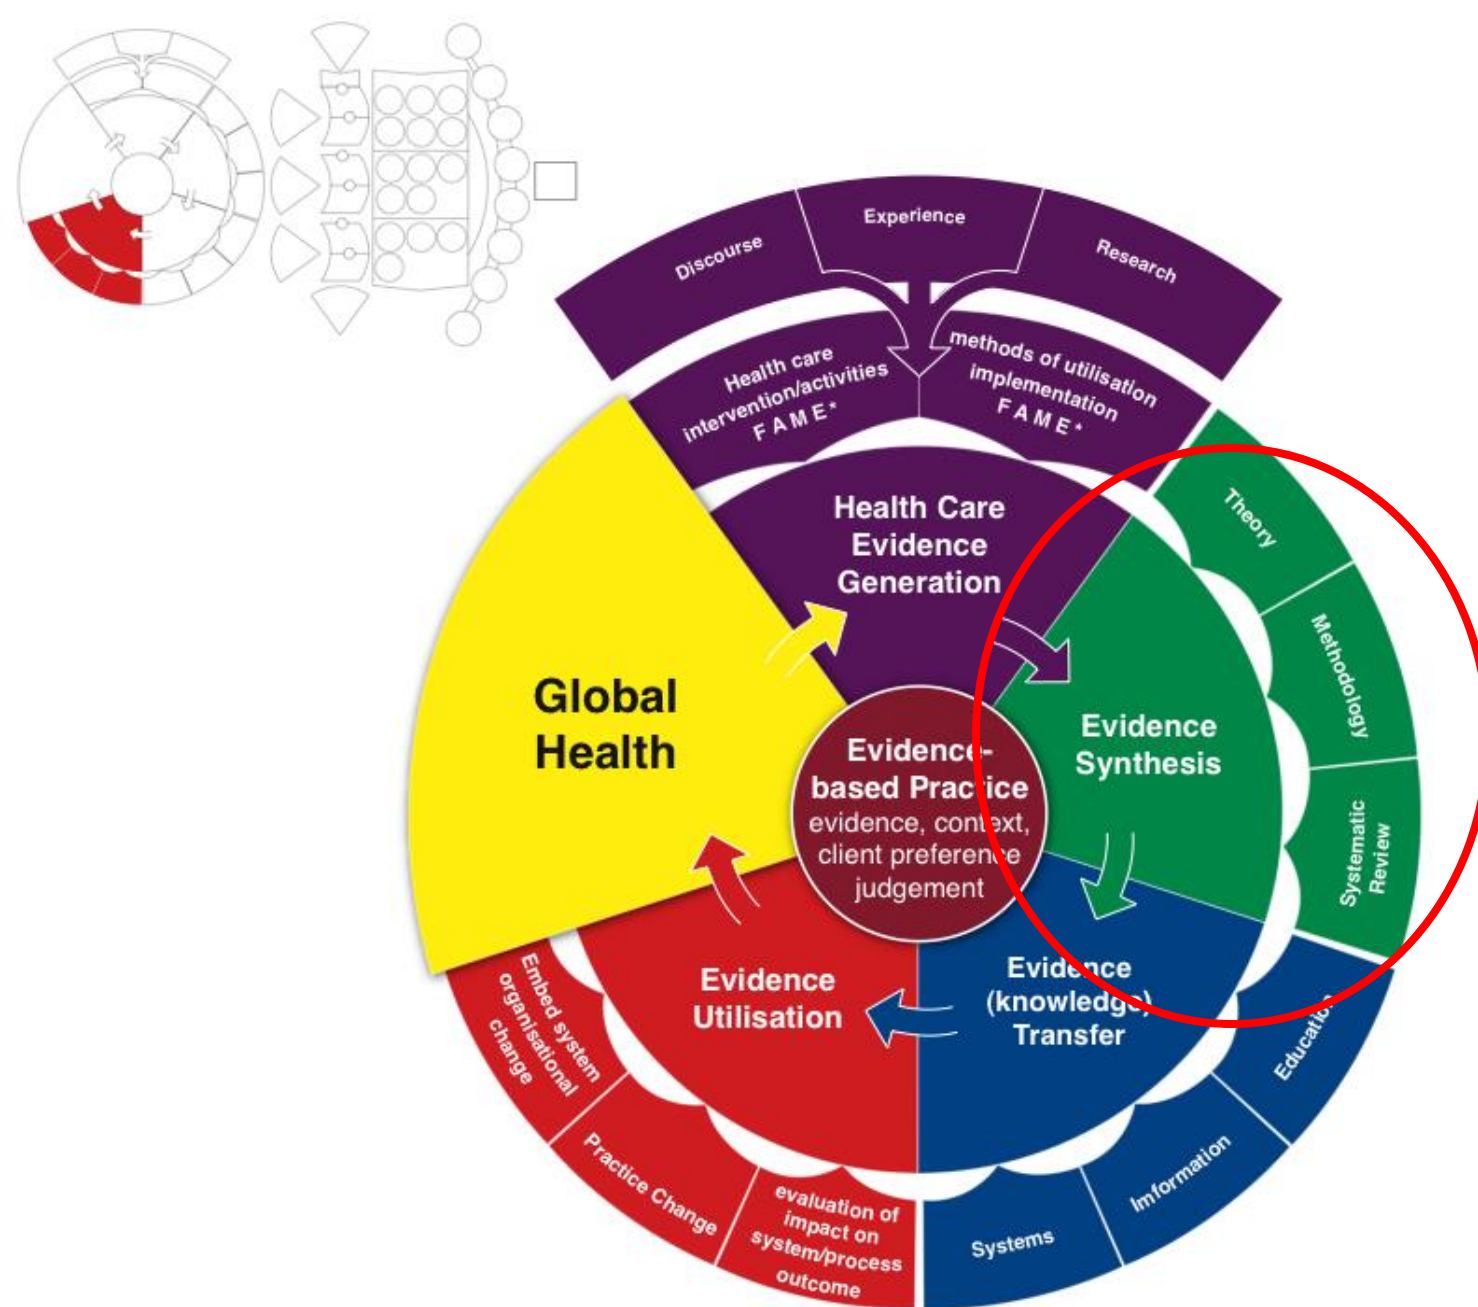 Discourse
Experience
Research
Health care
intervention/activities
F A M E*
methods of utilisation
implementation
F A M E*
Health Care
Evidence
Generation
Theory
Methodology
Systematic
Review
Evidence
Synthesis
Global
Health
Evidence-
based Practice
evidence, context,
client preference
judgement
Evidence
(knowledge)
Transfer
Education
Imformation
Systems
Evidence
Utilisation
Embed system
organisational
change
Practice Change
evaluation of
impact on
system/process
outcome